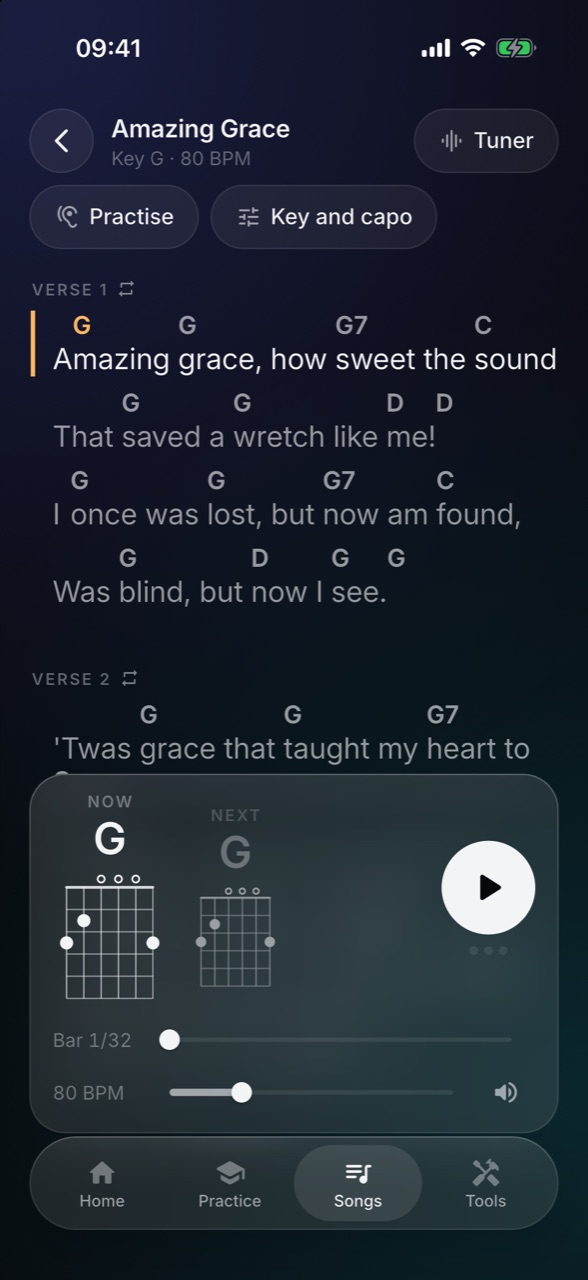 09:41
Amazing Grace
Key G · 80 BPM
Tuner
Practise
Key and capo
VERSE 1
G G G7 C
Amazing grace, how sweet the sound
G G D D
That saved a wretch like me!
G G G7 C
I once was lost, but now am found,
G D G G
Was blind, but now I see.
VERSE 2
G G G7
'Twas grace that taught my heart to
NOW
G
NEXT
G
Bar 1/32
80 BPM
Home
Practice
Songs
Tools